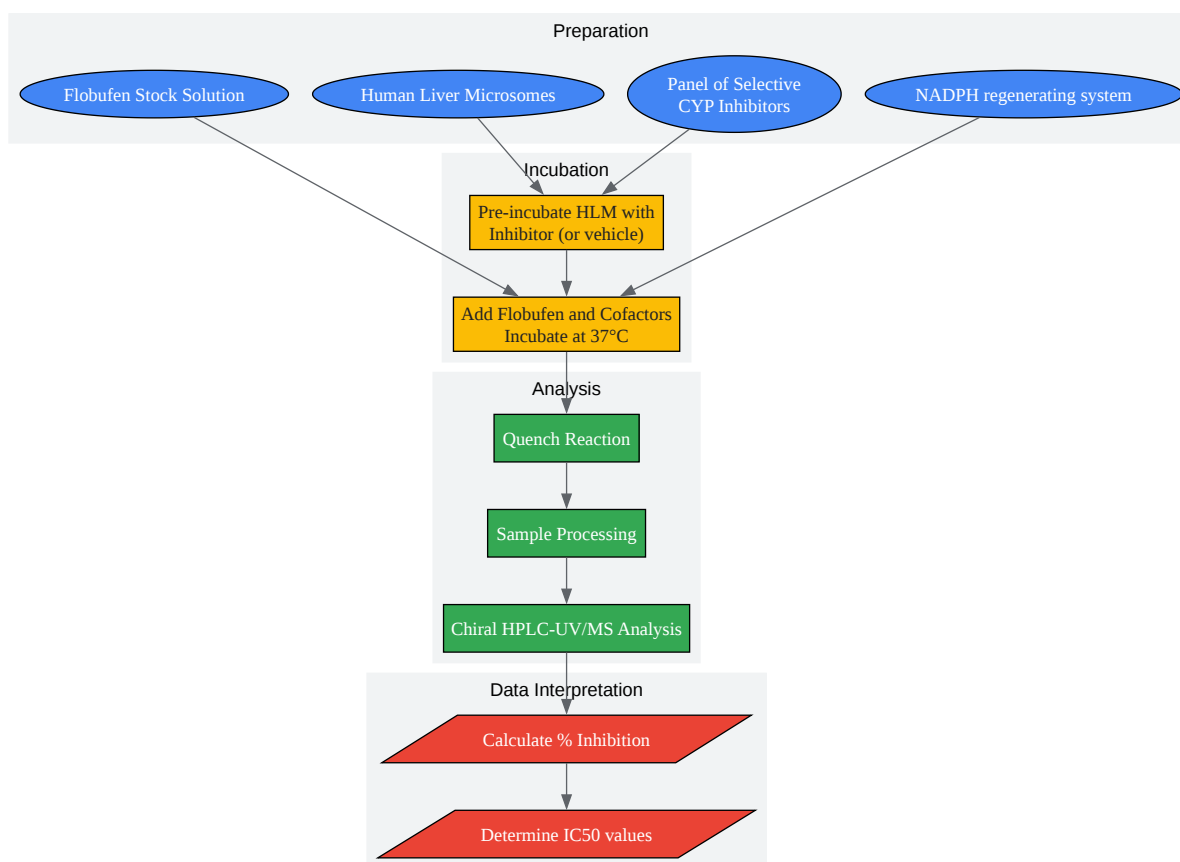 Preparation
Flobufen Stock Solution
Human Liver Microsomes
Panel of Selective
CYP Inhibitors
NADPH regenerating system
Incubation
Pre-incubate HLM with
Inhibitor (or vehicle)
Add Flobufen and Cofactors
Incubate at 37°C
Analysis
Quench Reaction
Sample Processing
Chiral HPLC-UV/MS Analysis
Data Interpretation
Calculate % Inhibition
Determine IC50 values